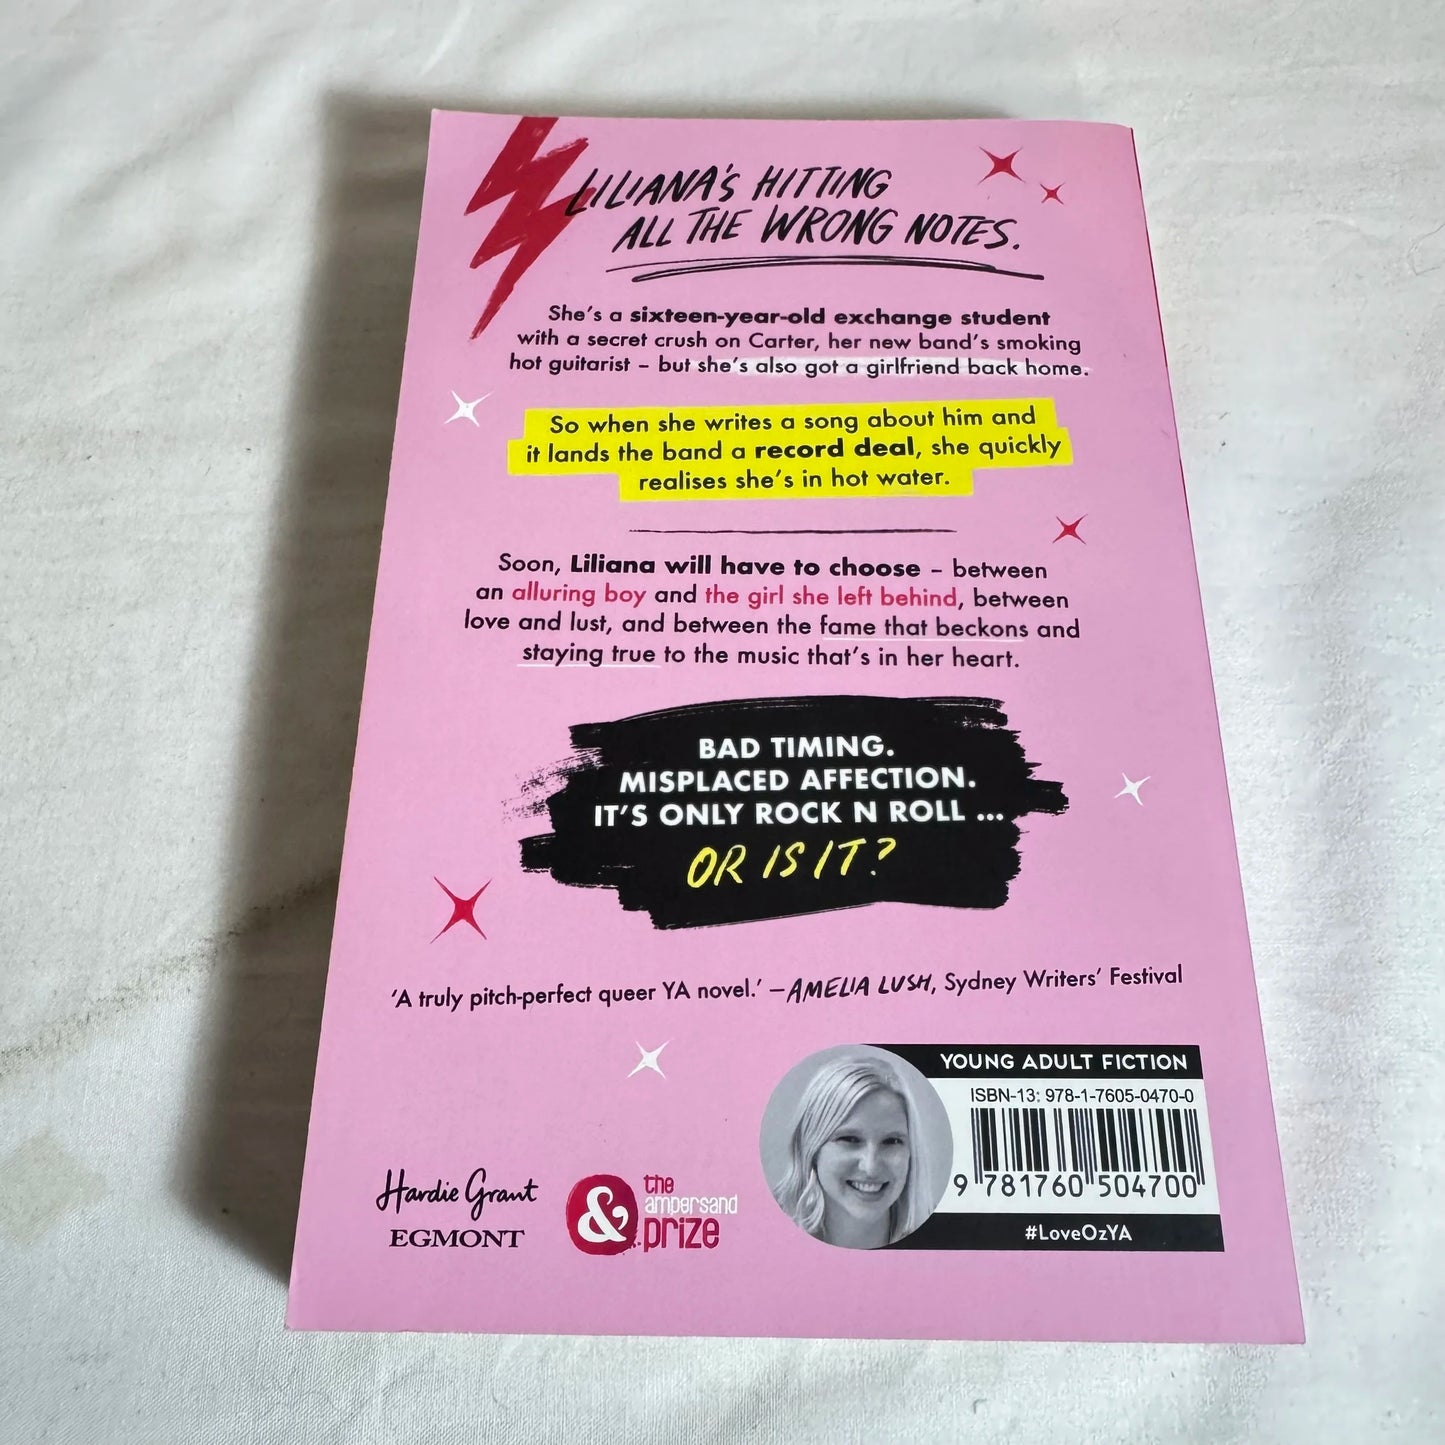 LILIANA'S HITTING
ALL THE WRONG NOTES.
She's a sixteen-year-old exchange student
with a secret crush on Carter, her new band's smoking
hot guitarist – but she's also got a girlfriend back home.
So when she writes a song about him and
it lands the band a record deal, she quickly
realises she's in hot water.
Soon, Liliana will have to choose – between
an alluring boy and the girl she left behind, between
love and lust, and between the fame that beckons and
staying true to the music that's in her heart.
BAD TIMING.
MISPLACED AFFECTION.
IT'S ONLY ROCK N ROLL ...
OR IS IT?
'A truly pitch-perfect queer YA novel.' – AMELIA LUSH, Sydney Writers' Festival
YOUNG ADULT FICTION
ISBN-13: 978-1-7605-0470-0
9 781760 504700
#LoveOzYA
Hardie Grant
EGMONT
&
the
ampersand
prize